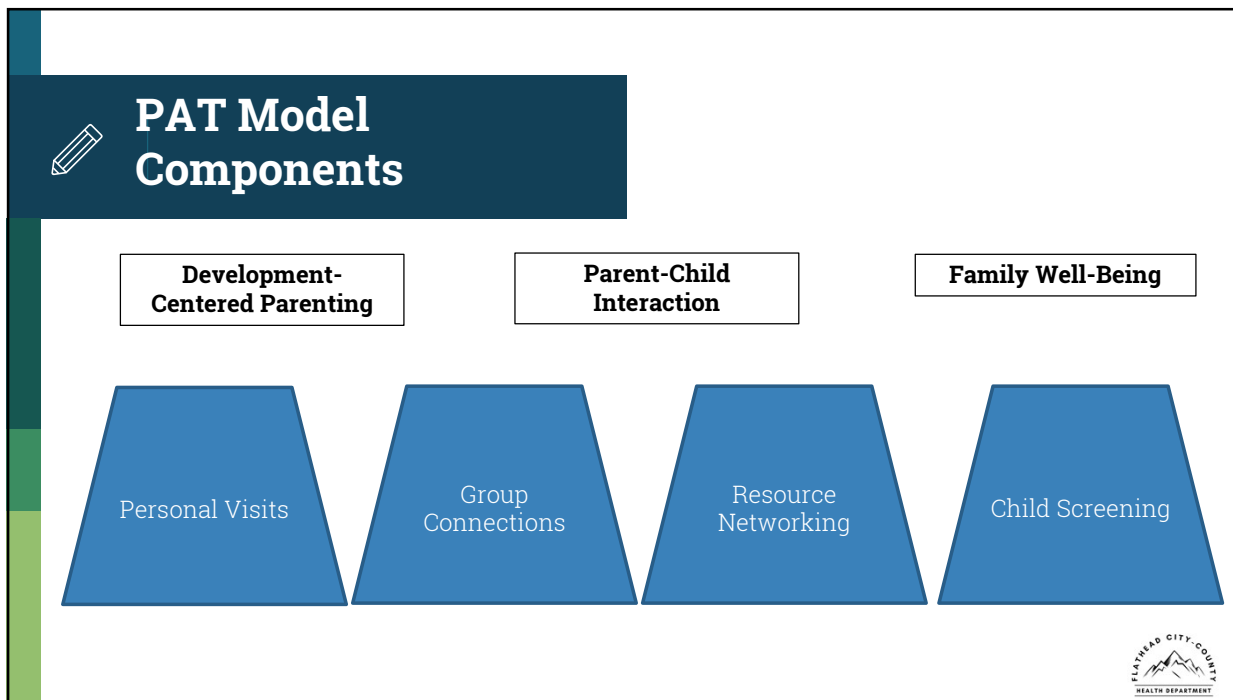 PAT Model
Components
Development-
Centered Parenting
Parent-Child
Interaction
Family Well-Being
Personal Visits
Group
Connections
Resource
Networking
Child Screening
FLATHEAD CITY-COUNTY
HEALTH DEPARTMENT